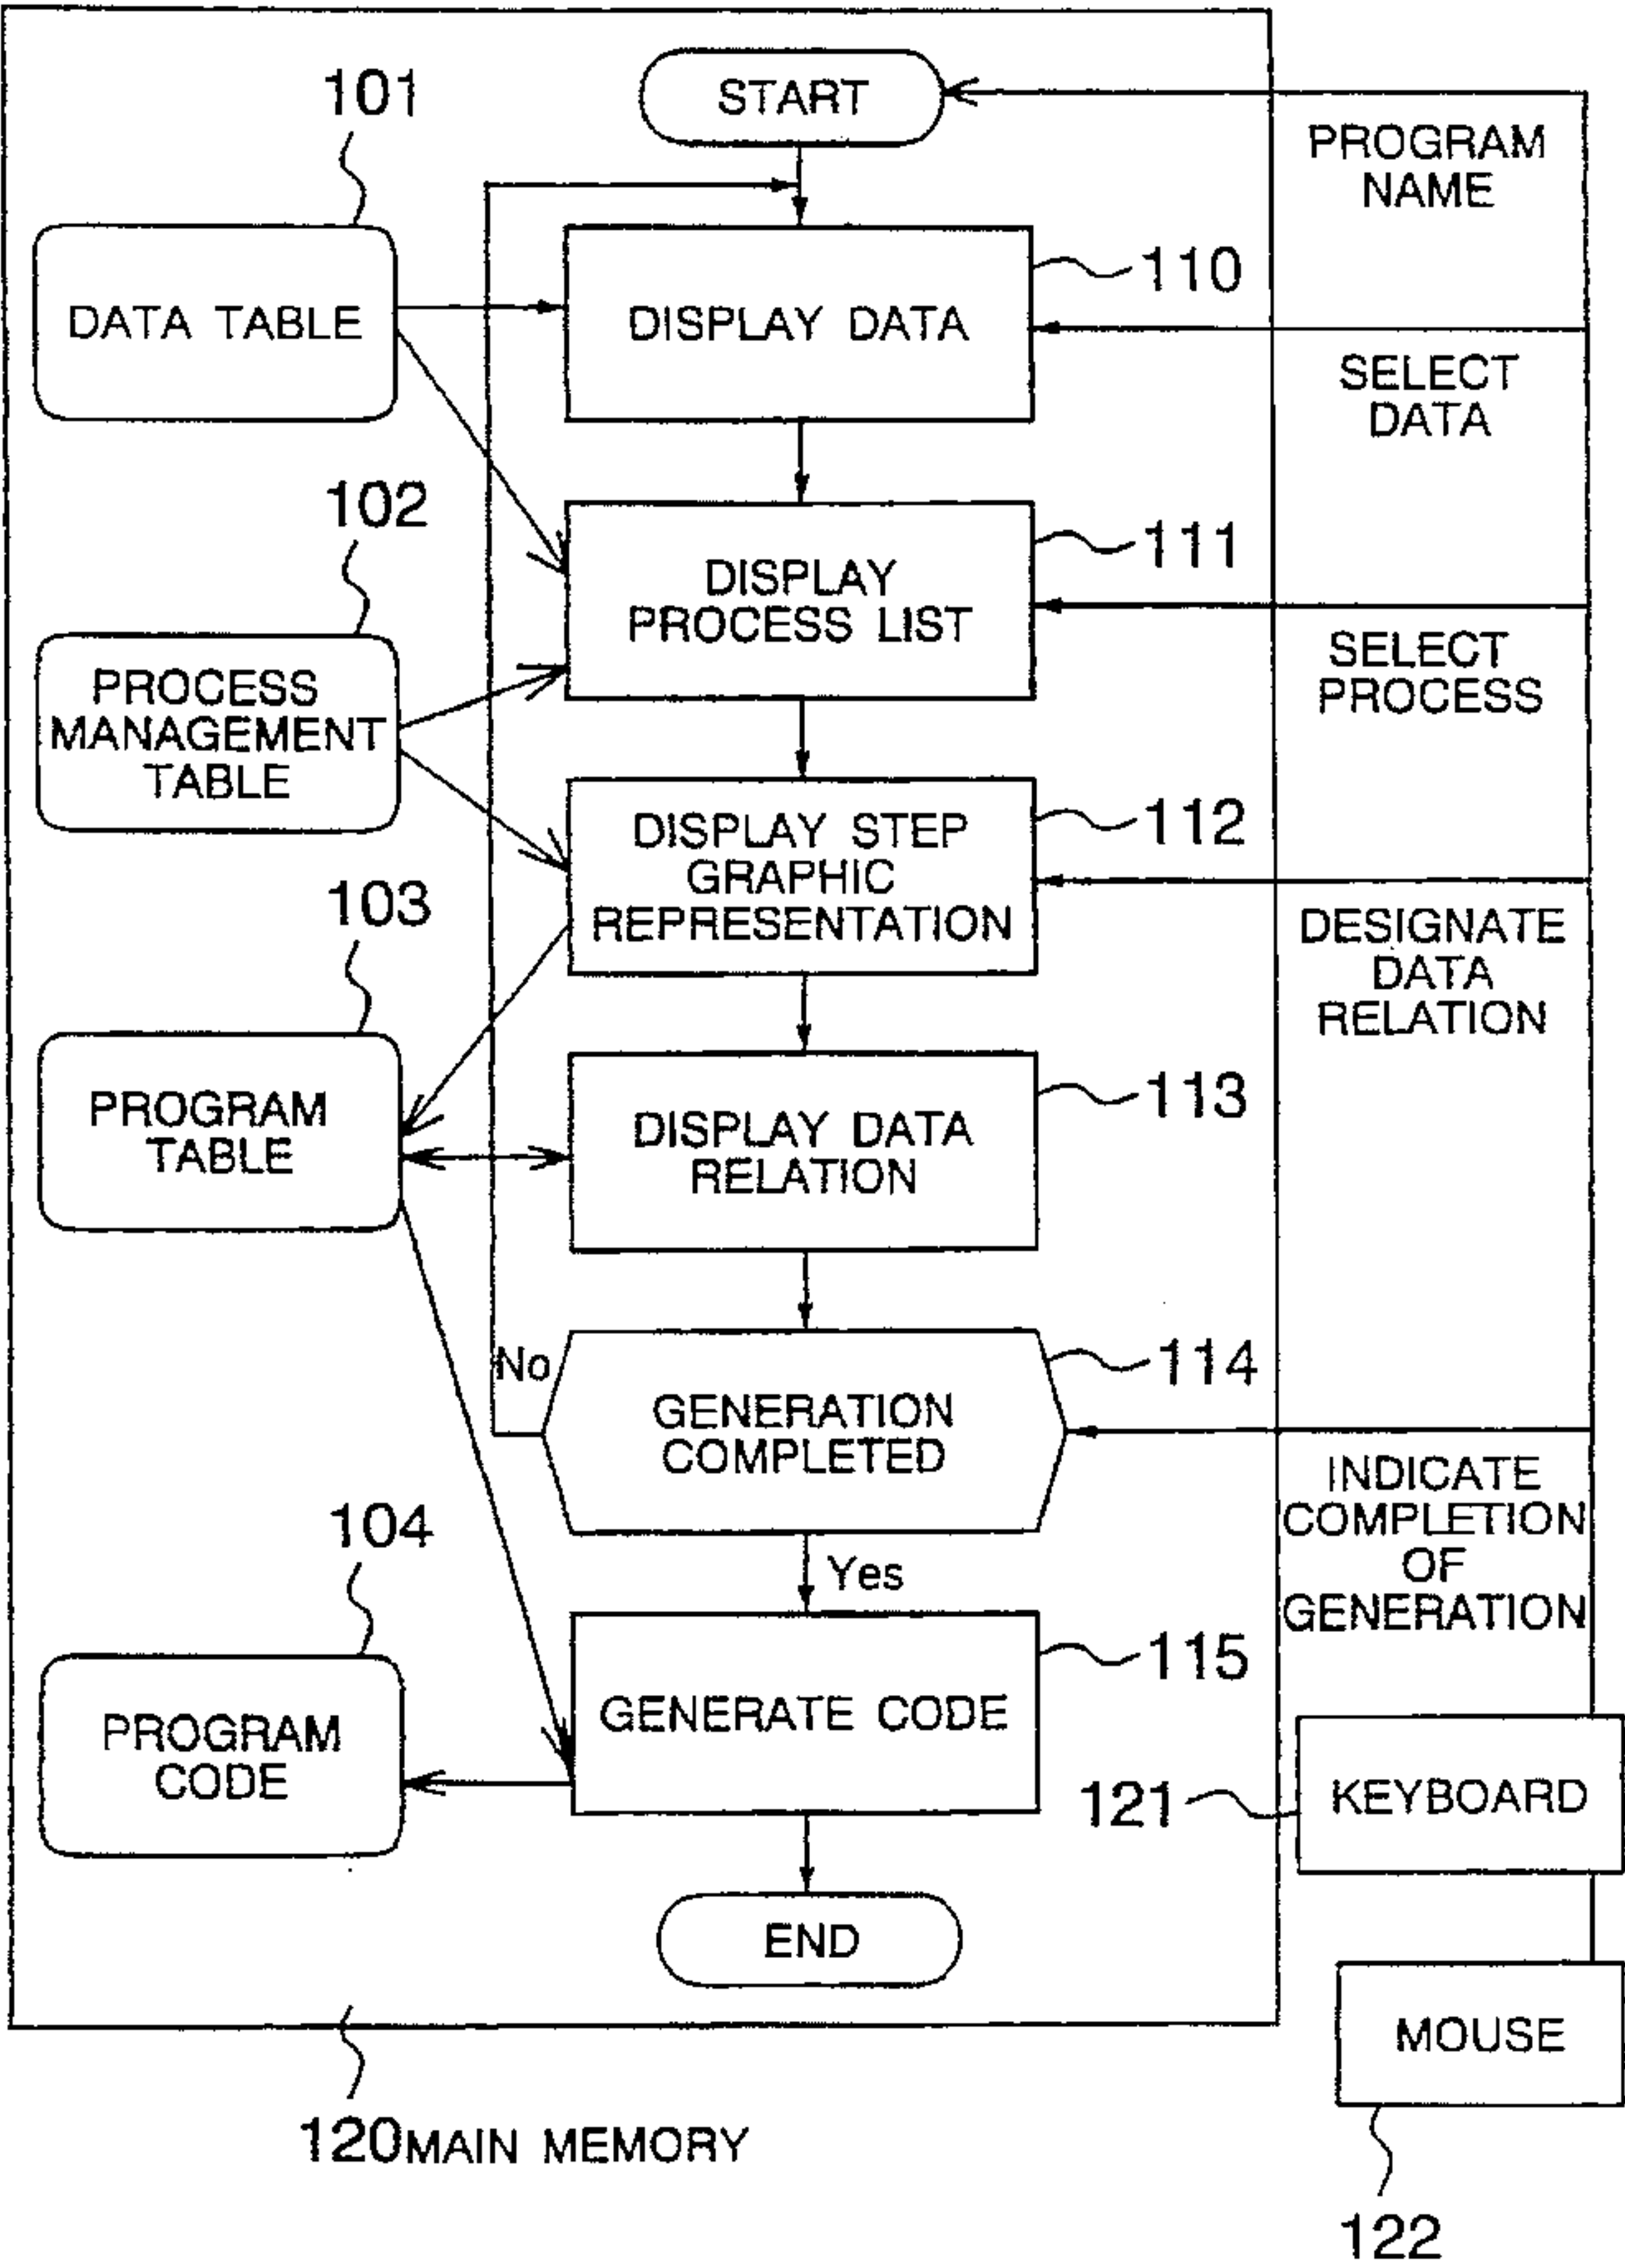 START
101
PROGRAM
NAME
110
DATA TABLE
DISPLAY DATA
SELECT
DATA
102
111
DISPLAY
PROCESS LIST
SELECT
PROCESS
PROCESS
MANAGEMENT
TABLE
112
DISPLAY STEP
GRAPHIC
REPRESENTATION
103
DESIGNATE
DATA
RELATION
113
PROGRAM
TABLE
DISPLAY DATA
RELATION
No
114
GENERATION
COMPLETED
INDICATE
COMPLETION
OF
GENERATION
104
Yes
115
GENERATE CODE
PROGRAM
CODE
121
KEYBOARD
END
MOUSE
120 MAIN MEMORY
122